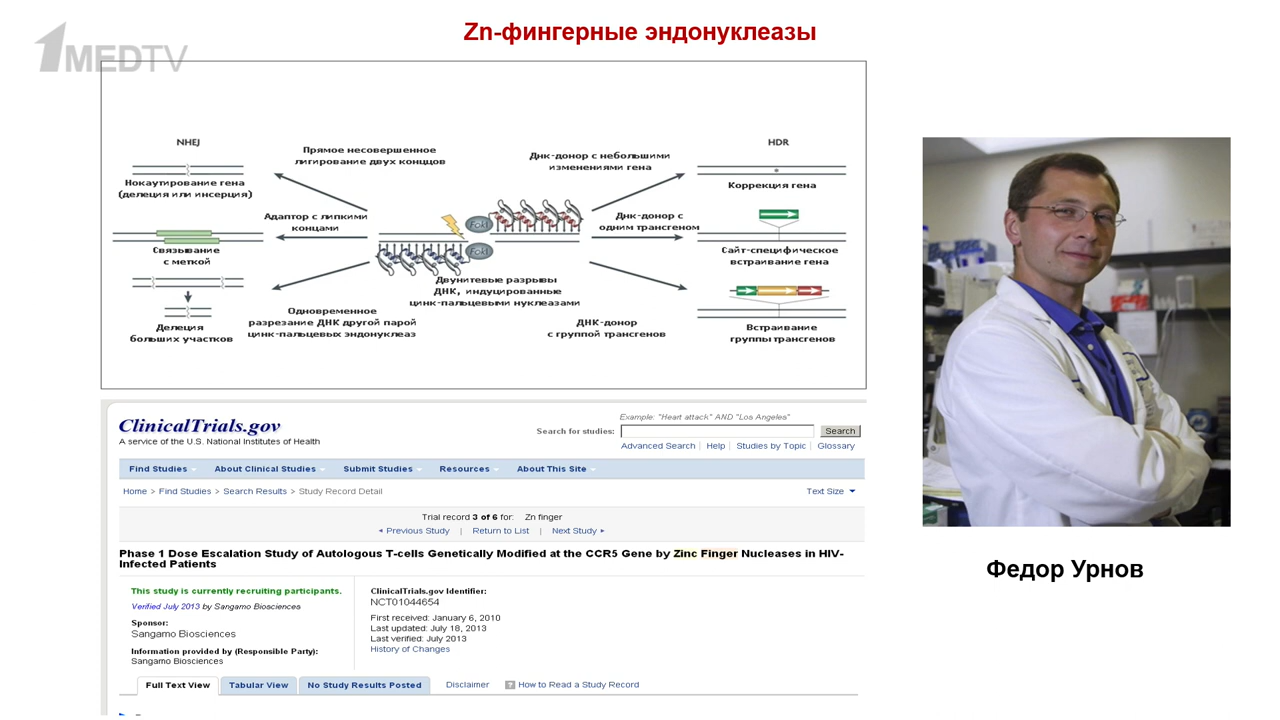 1MEDTV
Zn-фингерные эндонуклеазы
NHEJ
HDR
Прямое несовершенное
лигирование двух конццов
Днк-донор с небольшими
изменениями гена
Нокаутирование гена
(делеция или инсерция)
Коррекция гена
Адаптор с липкими
концами
FokI
FokI
Днк-донор с
одним трансгеном
Связывание
с меткой
Сайт-специфическое
встраивание гена
Двунитевые разрывы
ДНК, индуцированные
цинк-пальцевыми нуклеазами
Делеция
больших участков
Одновременное
разрезание ДНК другой парой
цинк-пальцевых эндонуклеаз
ДНК-донор
с группой трансгенов
Встраивание
группы трансгенов
ClinicalTrials.gov
A service of the U.S. National Institutes of Health
Example: "Heart attack" AND "Los Angeles"
Search for studies:
Search
Advanced Search | Help | Studies by Topic | Glossary
Find Studies About Clinical Studies Submit Studies Resources About This Site
Home > Find Studies > Search Results > Study Record Detail
Text Size
Trial record 3 of 6 for: Zn finger
Previous Study | Return to List | Next Study
Phase 1 Dose Escalation Study of Autologous T-cells Genetically Modified at the CCR5 Gene by Zinc Finger Nucleases in HIV-
Infected Patients
This study is currently recruiting participants.
Verified July 2013 by Sangamo Biosciences
Sponsor:
Sangamo Biosciences
Information provided by (Responsible Party):
Sangamo Biosciences
ClinicalTrials.gov Identifier:
NCT01044654
First received: January 6, 2010
Last updated: July 18, 2013
Last verified: July 2013
History of Changes
Full Text View Tabular View No Study Results Posted Disclaimer ? How to Read a Study Record
Федор Урнов